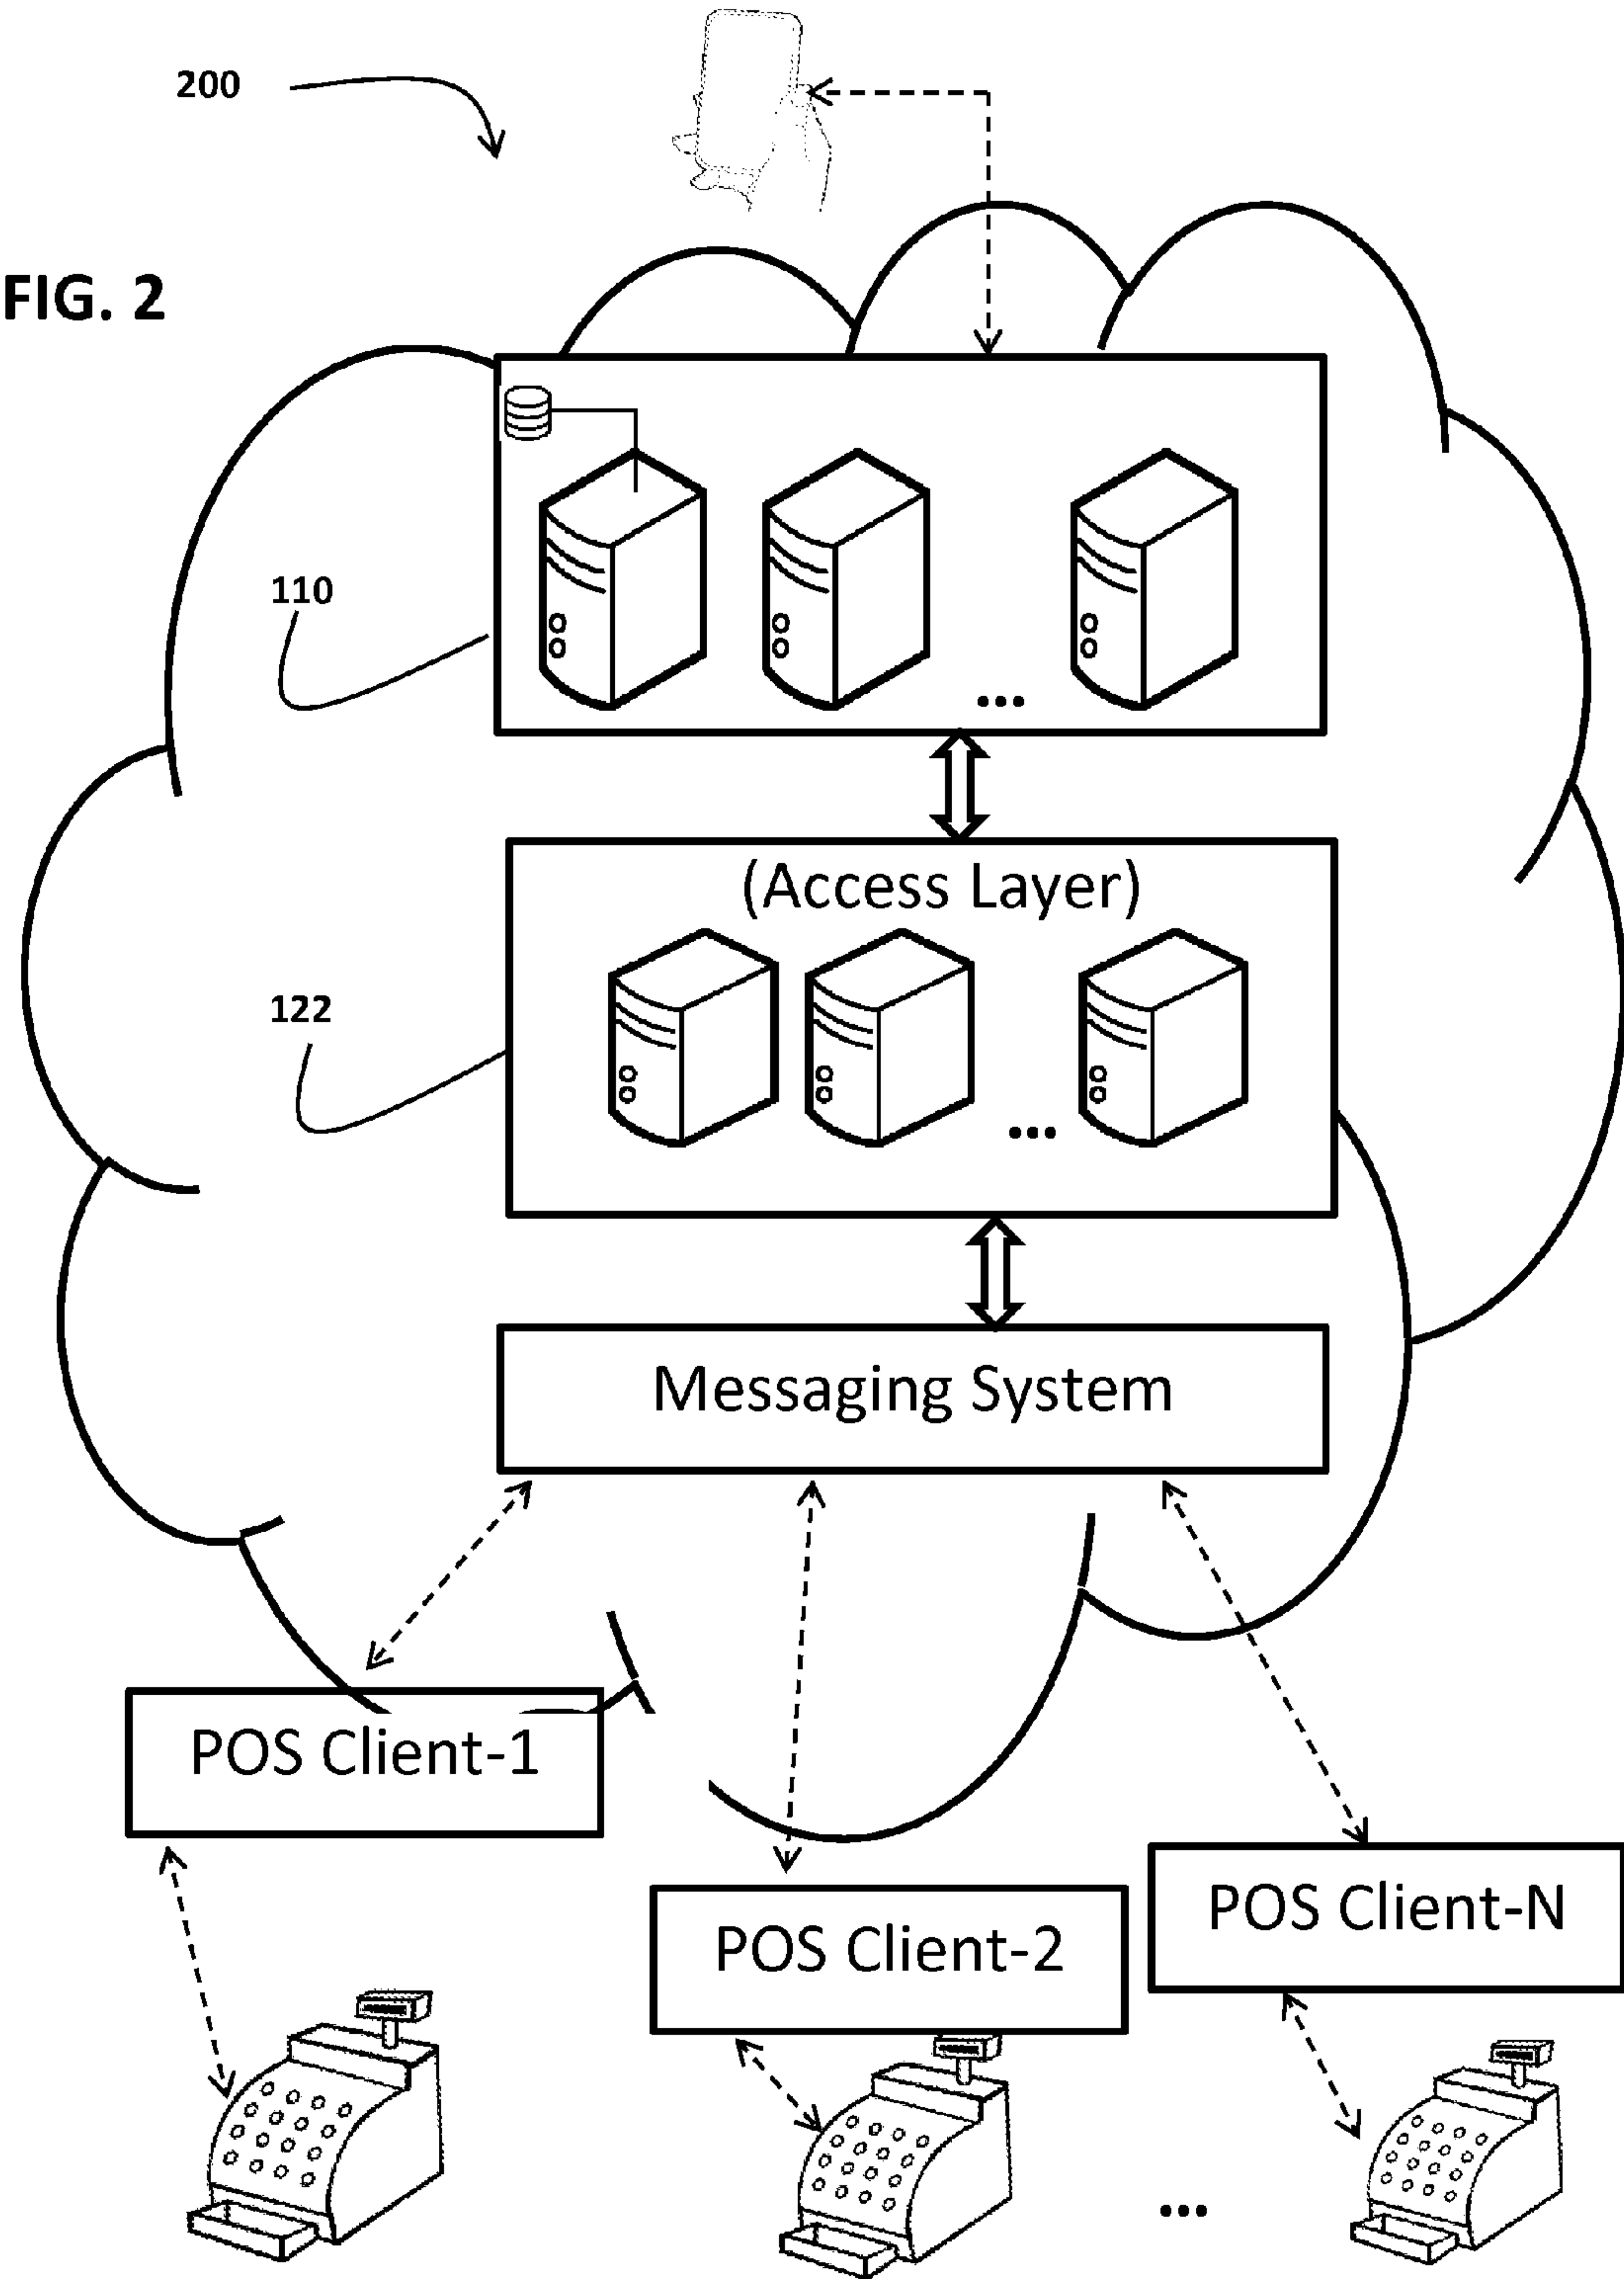 200
FIG. 2
110
...
(Access Layer)
122
...
Messaging System
POS Client-1
POS Client-2
POS Client-N
...